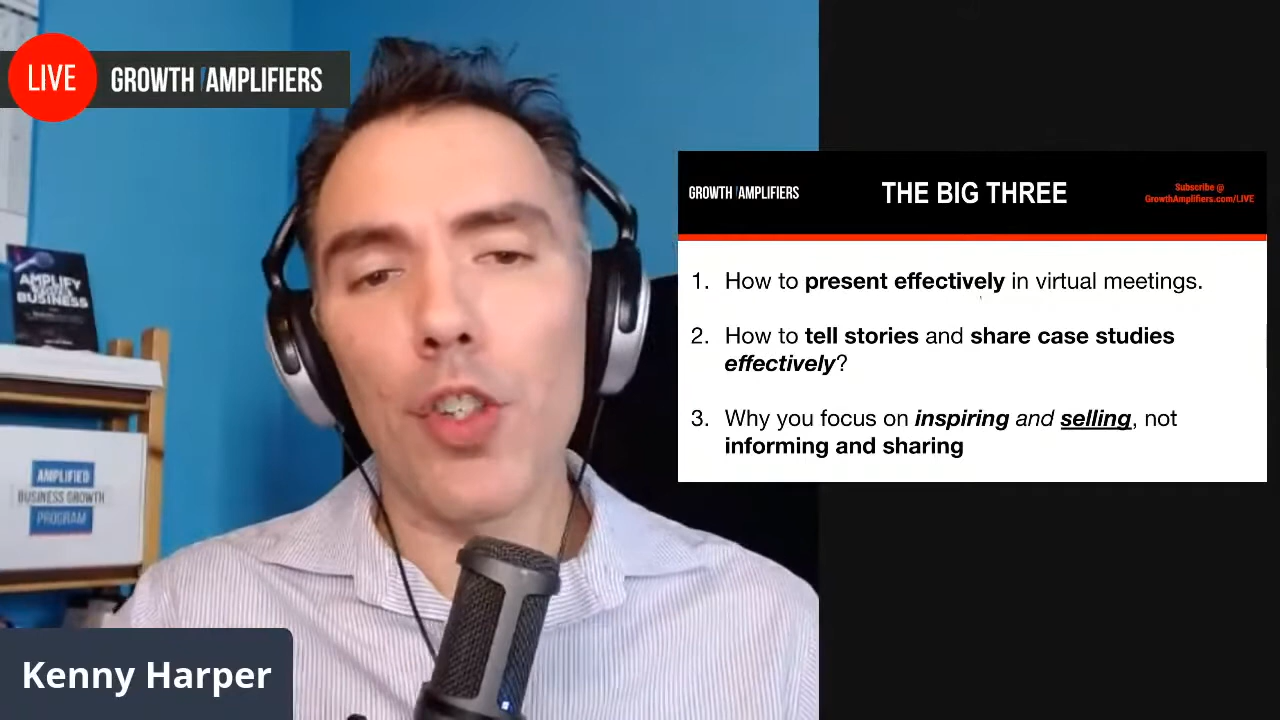 LIVE
GROWTH AMPLIFIERS
AMPLIFY
BUSINESS
AMPLIFIED
BUSINESS GROWTH
PROGRAM
Kenny Harper
GROWTH AMPLIFIERS
THE BIG THREE
Subscribe @
GrowthAmplifiers.com/LIVE
1. How to present effectively in virtual meetings.
2. How to tell stories and share case studies
effectively?
3. Why you focus on inspiring and selling, not
informing and sharing